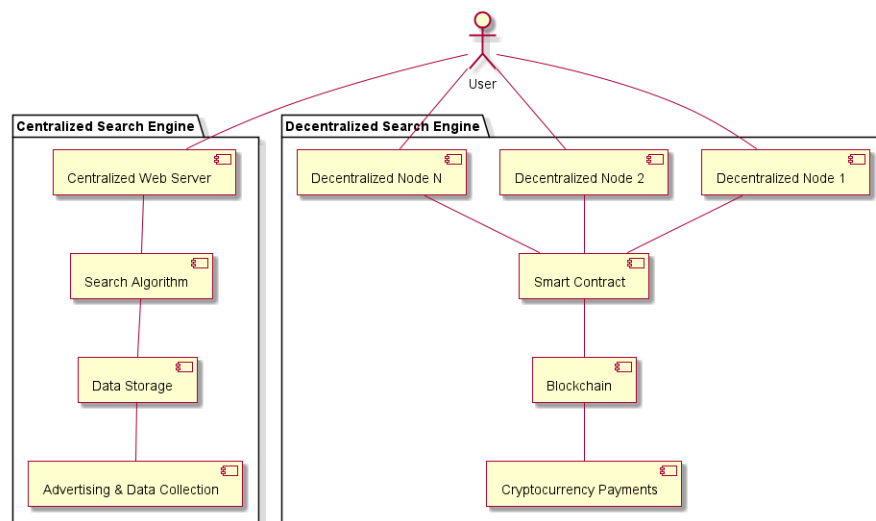 User
Centralized Search Engine
Decentralized Search Engine
Centralized Web Server
Decentralized Node N
Decentralized Node 2
Decentralized Node 1
Search Algorithm
Smart Contract
Data Storage
Blockchain
Advertising & Data Collection
Cryptocurrency Payments